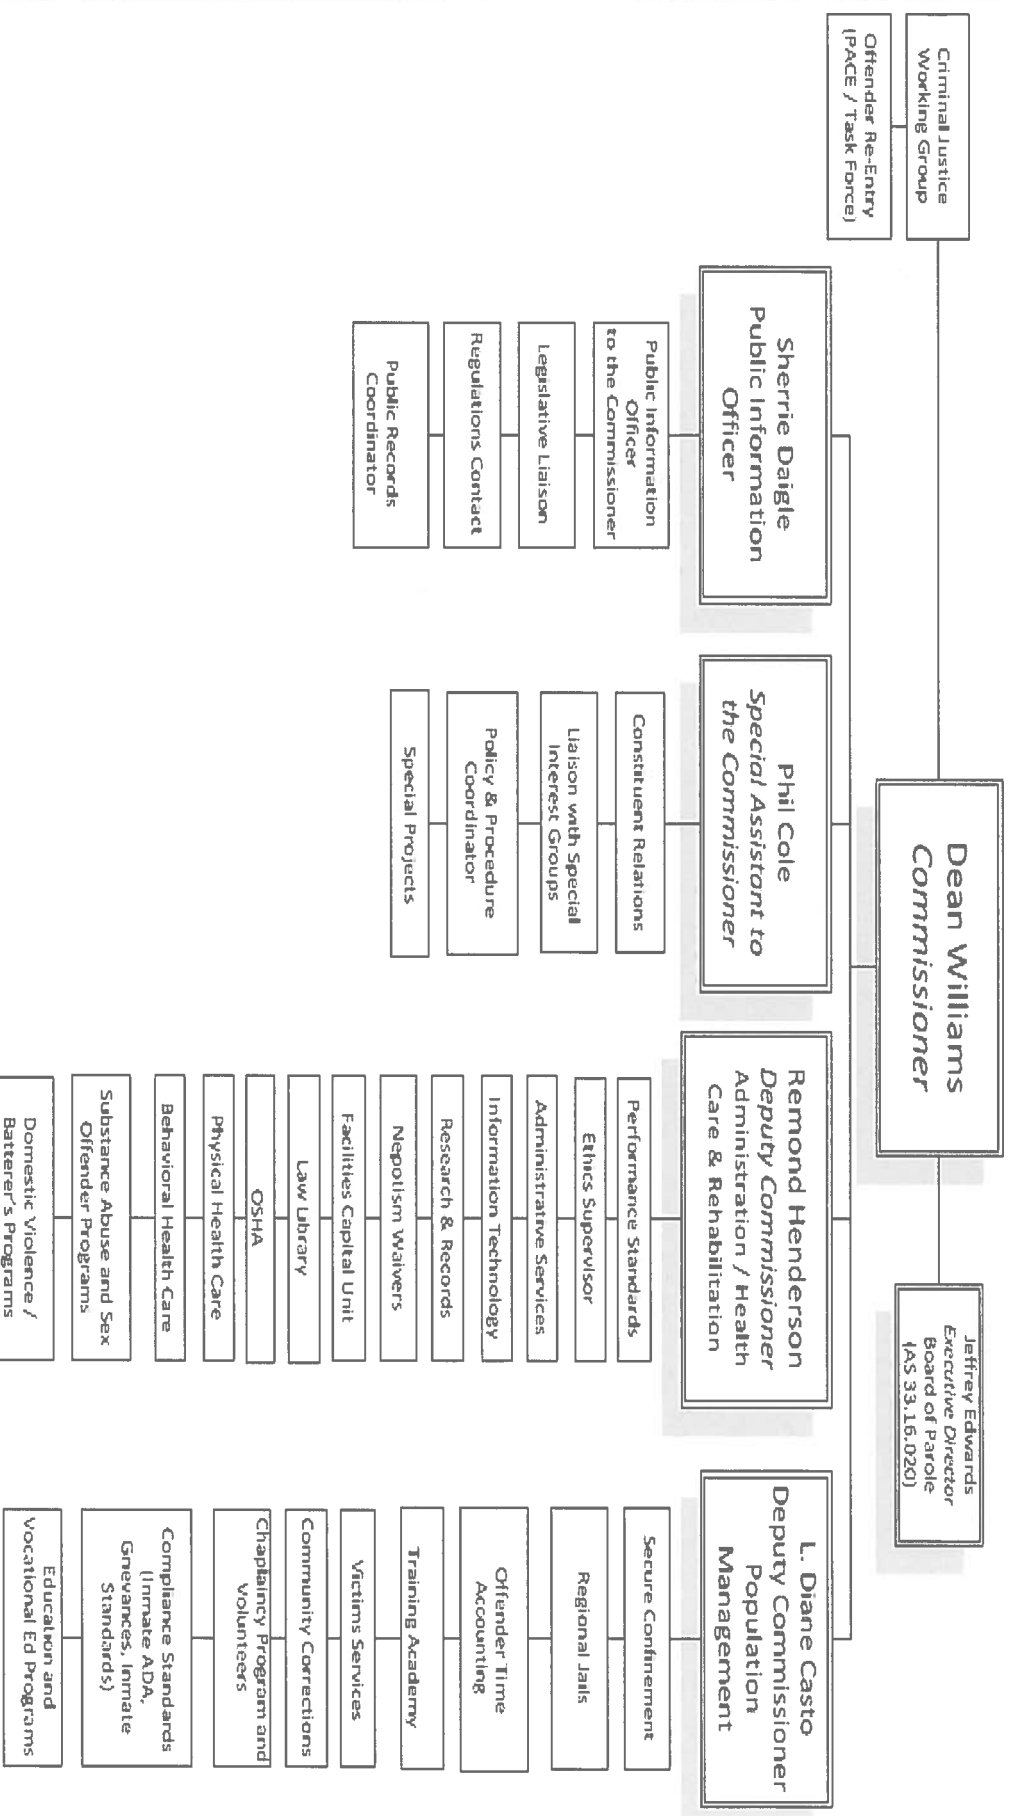 Dean Williams
Commissioner
Criminal Justice
Working Group
Offender Re-Entry
(PACE / Task Force)
Jeffrey Edwards
Executive Director
Board of Parole
(AS 33.16.020)
Sherrie Daigle
Public Information
Officer
Public Information
Officer
to the Commissioner
Legislative Liaison
Regulations Contact
Public Records
Coordinator
Phil Cole
Special Assistant to
the Commissioner
Constituent Relations
Liaison with Special
Interest Groups
Policy & Procedure
Coordinator
Special Projects
Remond Henderson
Deputy Commissioner
Administration / Health
Care & Rehabilitation
Performance Standards
Ethics Supervisor
Administrative Services
Information Technology
Research & Records
Nepotism Waivers
Facilities Capital Unit
Law Library
OSHA
Physical Health Care
Behavioral Health Care
Substance Abuse and Sex
Offender Programs
Domestic Violence /
Batterer's Programs
L. Diane Casto
Deputy Commissioner
Population
Management
Secure Confinement
Regional Jails
Offender Time
Accounting
Training Academy
Victims Services
Community Corrections
Chaplaincy Program and
Volunteers
Compliance Standards
(Inmate ADA,
Grievances, Inmate
Standards)
Education and
Vocational Ed Programs